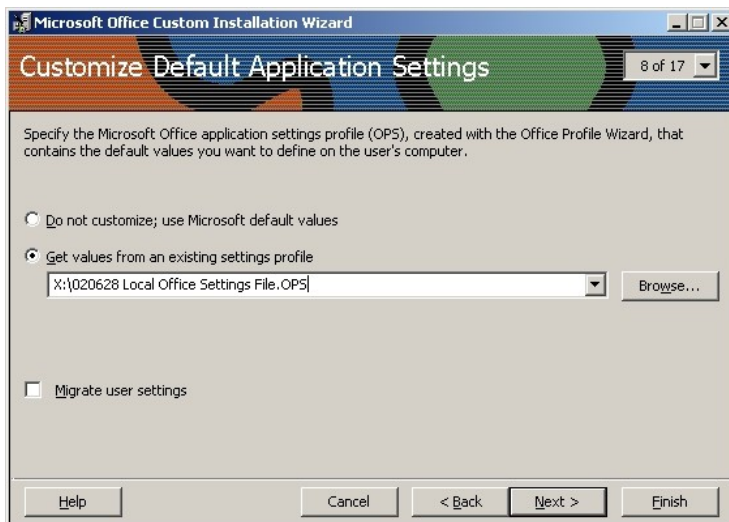 Microsoft Office Custom Installation Wizard
Customize Default Application Settings
8 of 17
Specify the Microsoft Office application settings profile (OPS), created with the Office Profile Wizard, that
contains the default values you want to define on the user's computer.
Do not customize; use Microsoft default values
Get values from an existing settings profile
X:\020628 Local Office Settings File.OPS
Browse...
Migrate user settings
Help
Cancel
< Back
Next >
Finish